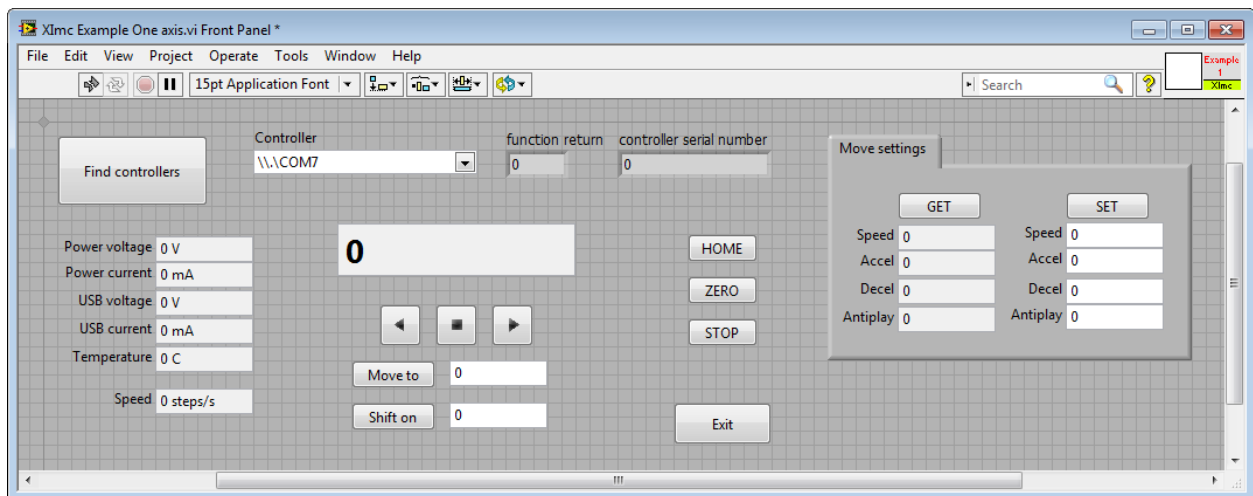 XImc Example One axis.vi Front Panel *
File Edit View Project Operate Tools Window Help
15pt Application Font
Search
?
Example
1
XImc
Find controllers
Controller
\\.\COM7
function return
0
controller serial number
0
Move settings
GET
SET
Speed 0
Speed 0
Accel 0
Accel 0
Decel 0
Decel 0
Antiplay 0
Antiplay 0
Power voltage 0 V
Power current 0 mA
USB voltage 0 V
USB current 0 mA
Temperature 0 C
Speed 0 steps/s
0
Move to 0
Shift on 0
HOME
ZERO
STOP
Exit